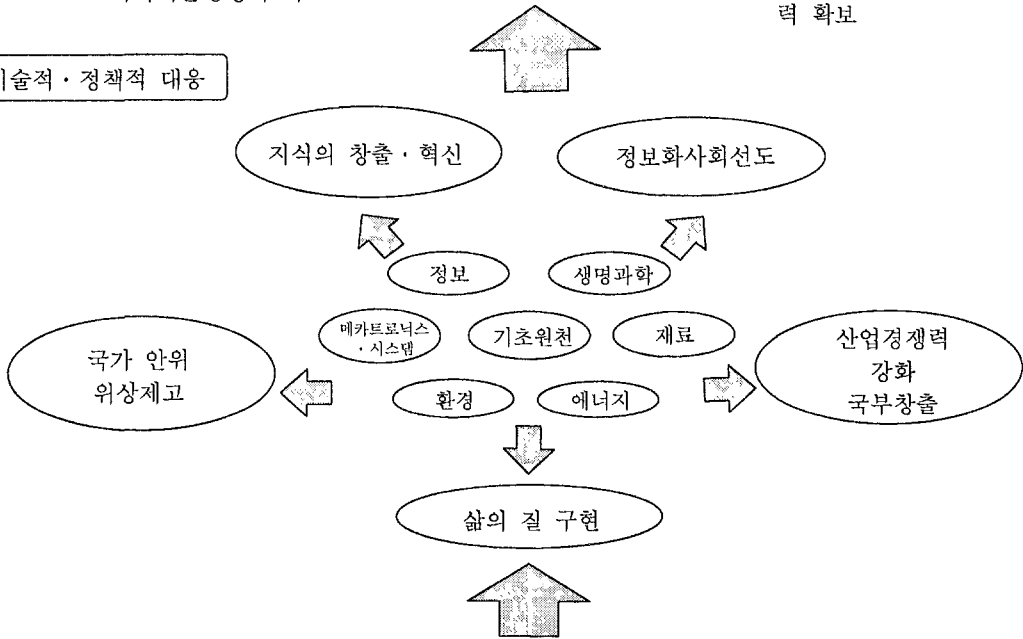 력 확보
기술적·정책적 대응
지식의 창출·혁신
정보화사회선도
정보
생명과학
메카트로닉스
·시스템
기초원천
재료
국가 안위
위상제고
산업경쟁력
강화
국부창출
환경
에너지
삶의 질 구현